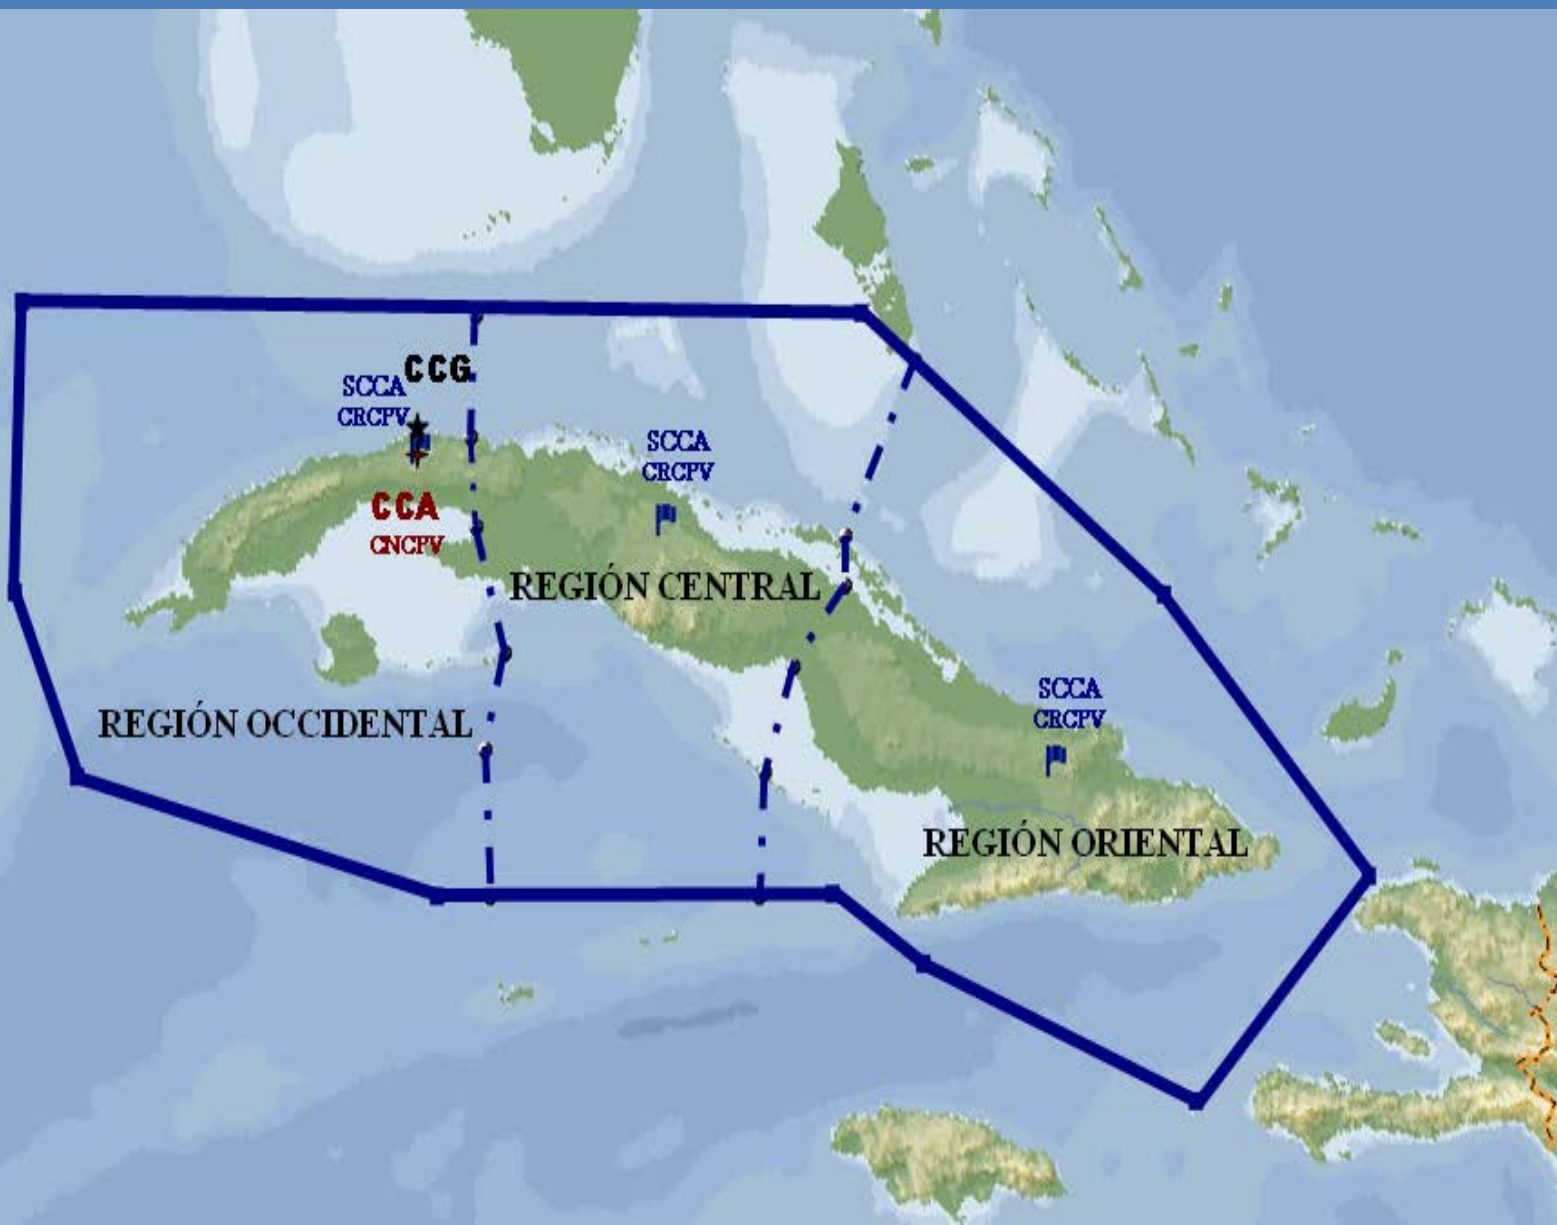 CCG
SCCA
CRCPV
SCCA
CRCPV
CCA
CNCPV
REGIÓN CENTRAL
SCCA
CRCPV
REGIÓN OCCIDENTAL
REGIÓN ORIENTAL